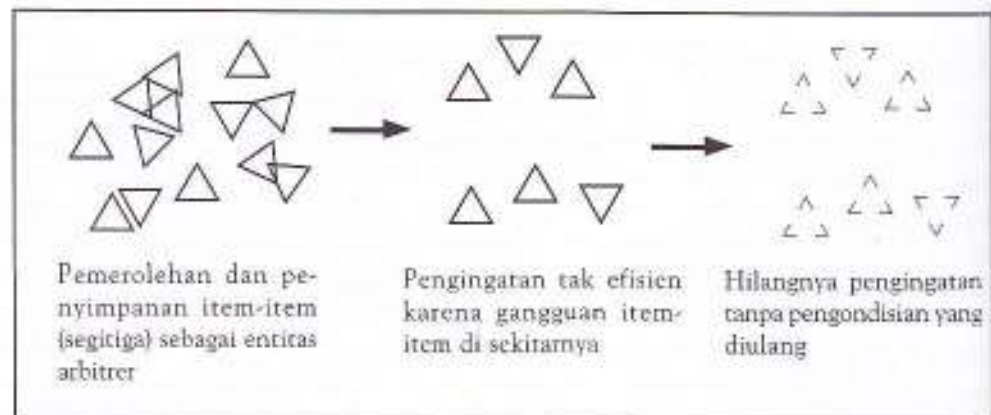 Pemerolehan dan pe-
nyimpanan item-item
(segitiga) sebagai entitas
arbitrer
Pengingatan tak efisien
karena gangguan item-
item di sekitarnya
Hilangnya pengingatan
tanpa pengondisian yang
diulang